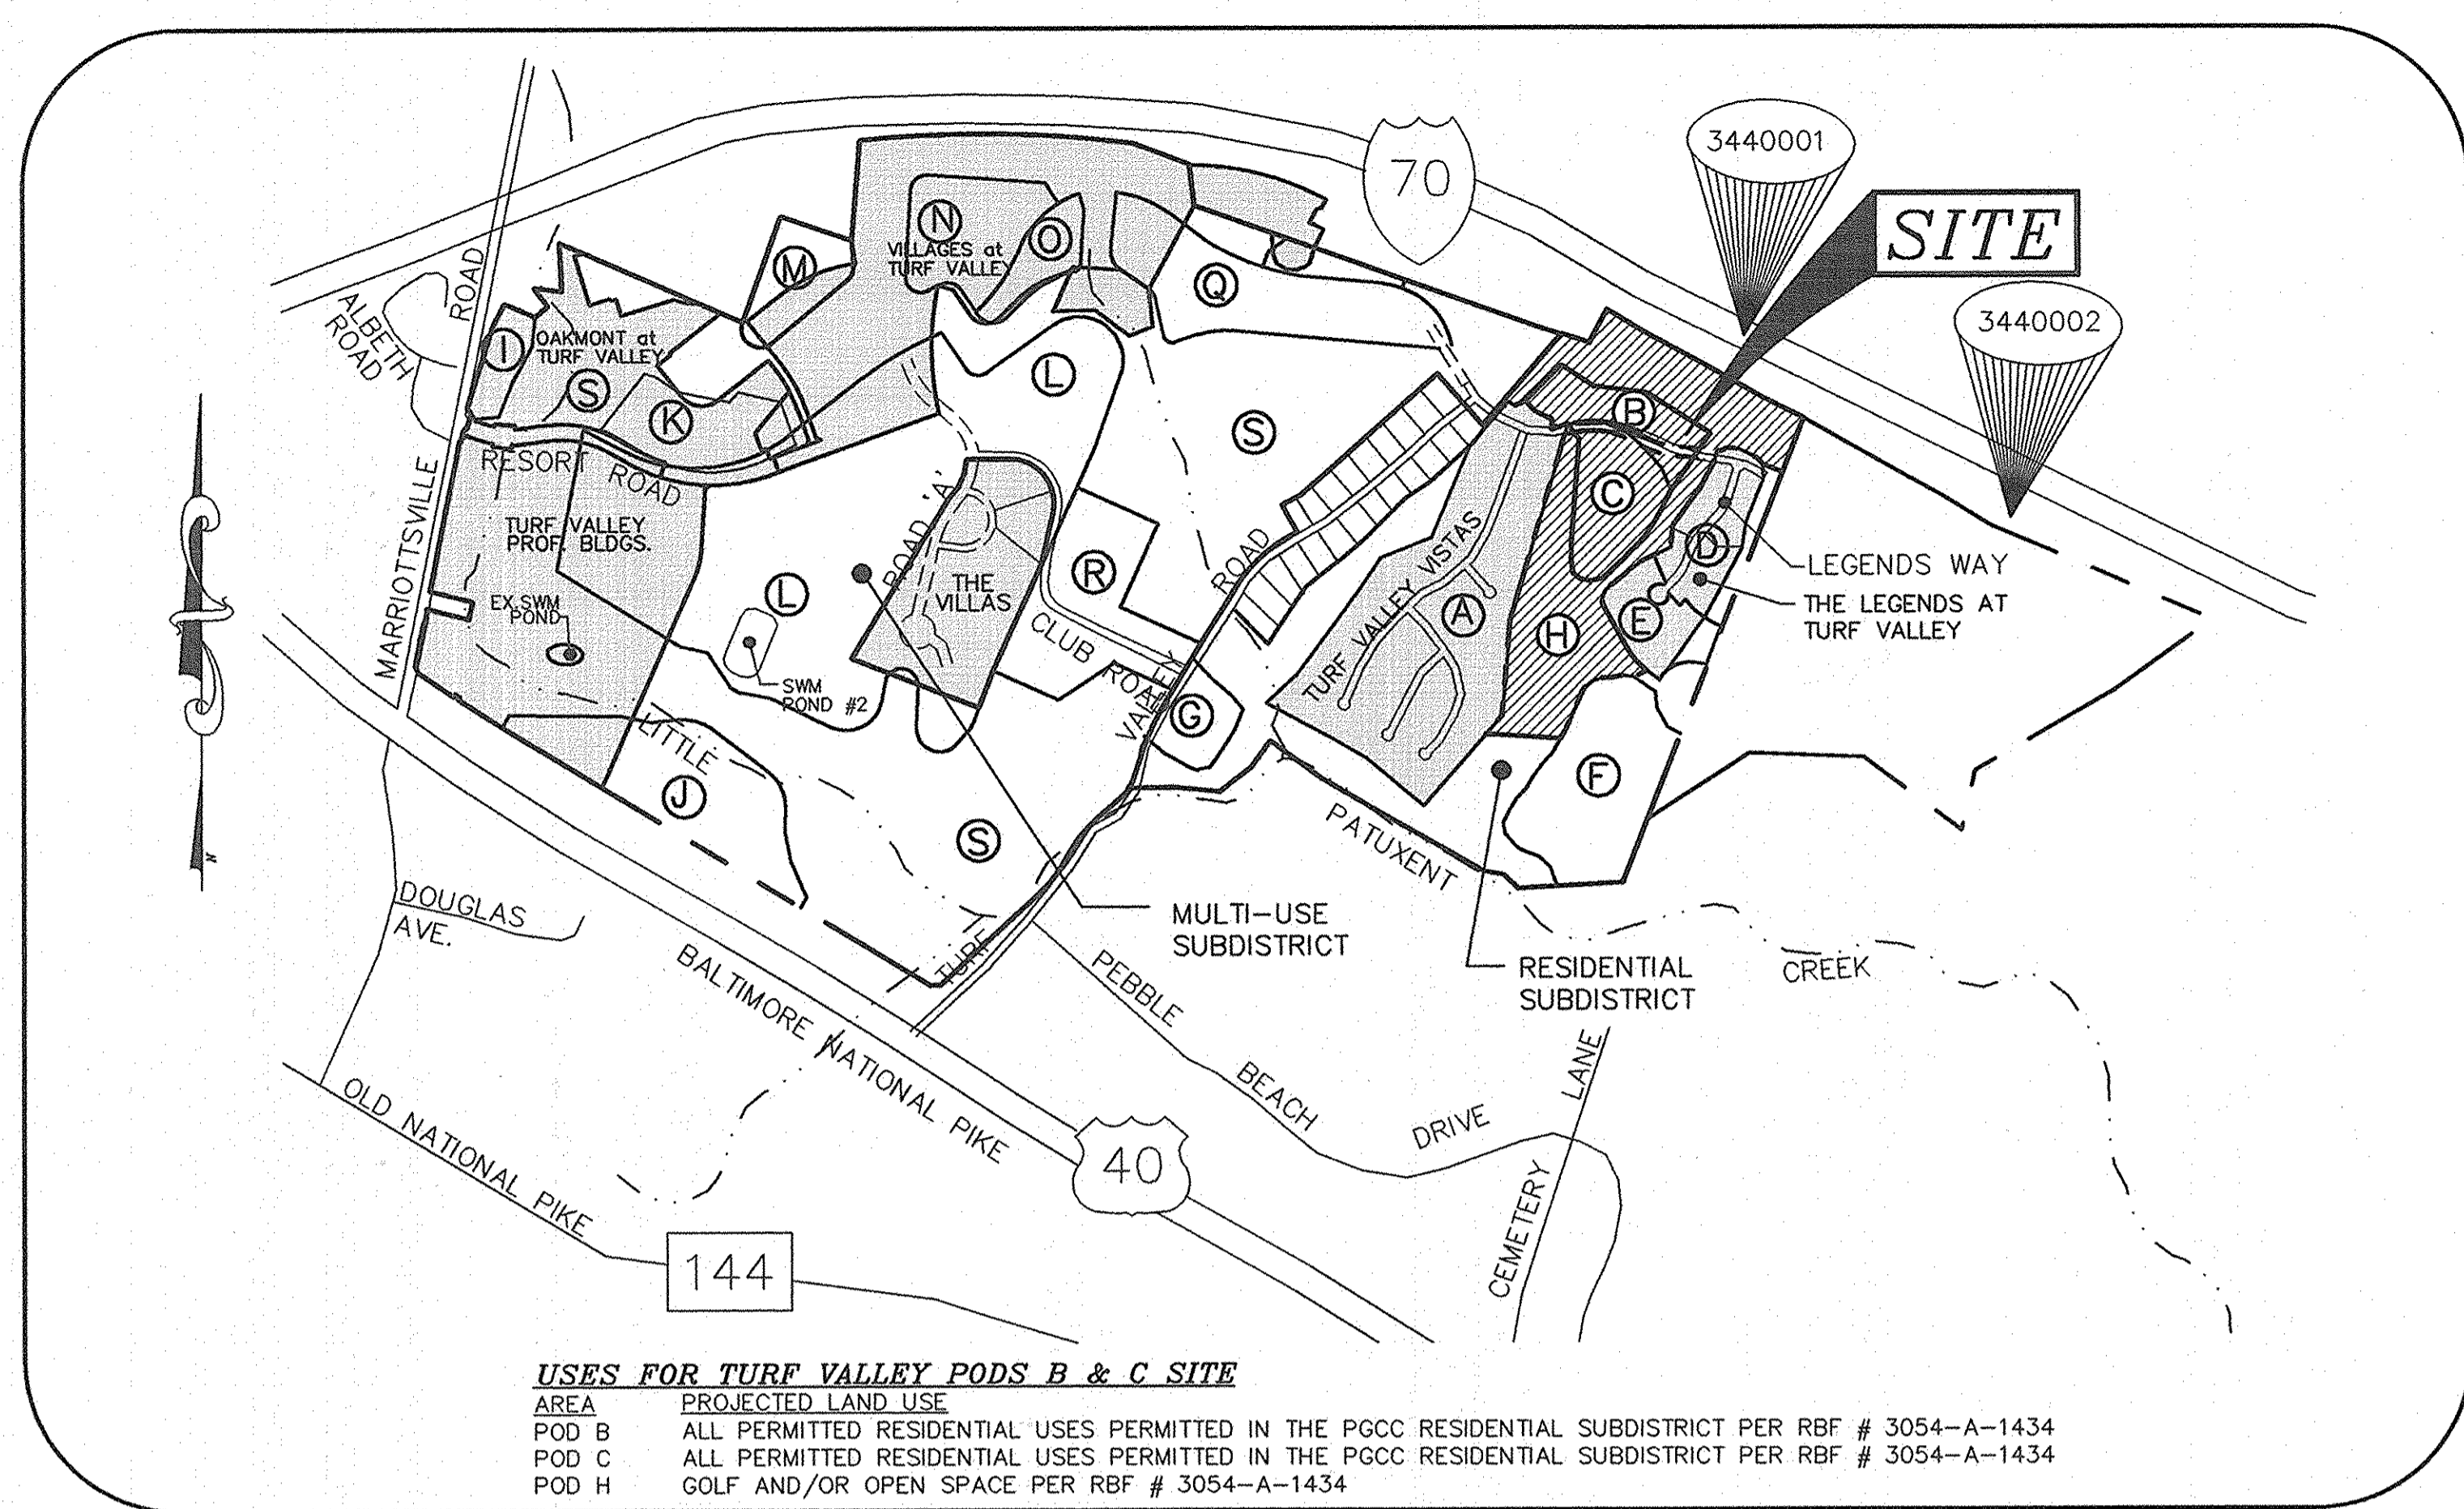 70
3440001
SITE
3440002
N
VILLAGES at
TURF VALLEY
O
M
Q
ALBETH
ROAD
ROAD
I
OAKMONT at
TURF VALLEY
S
K
L
S
B
C
RESORT
ROAD
TURF VALLEY
PROF. BLDGS.
EX.SWM
POND
MARRIOTTSVILLE
L
ROAD 'A'
THE
VILLAS
R
CLUB ROAD
SWM
POND #2
ROAD
VALLEY
TURF
G
TURF VALLEY VISTAS
A
H
D
E
LEGENDS WAY
THE LEGENDS AT
TURF VALLEY
F
LITTLE
J
S
PATUXENT
CREEK
N
MULTI-USE
SUBDISTRICT
RESIDENTIAL
SUBDISTRICT
DOUGLAS
AVE.
BALTIMORE NATIONAL PIKE
PEBBLE
BEACH
DRIVE
CEMETERY
LANE
OLD NATIONAL PIKE
40
144
USES FOR TURF VALLEY PODS B & C SITE
AREA PROJECTED LAND USE
POD B ALL PERMITTED RESIDENTIAL USES PERMITTED IN THE PGCC RESIDENTIAL SUBDISTRICT PER RBF # 3054-A-1434
POD C ALL PERMITTED RESIDENTIAL USES PERMITTED IN THE PGCC RESIDENTIAL SUBDISTRICT PER RBF # 3054-A-1434
POD H GOLF AND/OR OPEN SPACE PER RBF # 3054-A-1434